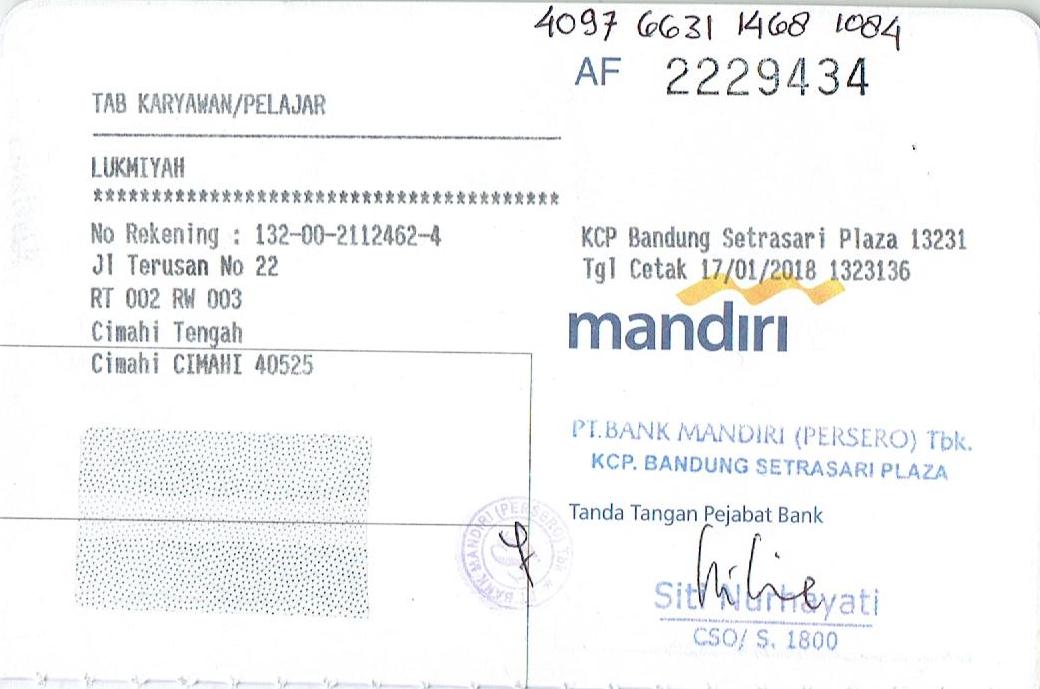 4097 6631 1468 1084
AF 2229434
TAB KARYAWAN/PELAJAR
LUKMIYAH
****************************************
No Rekening : 132-00-2112462-4
Jl Terusan No 22
RT 002 RW 003
Cimahi Tengah
Cimahi CIMAHI 40525
KCP Bandung Setrasari Plaza 13231
Tgl Cetak 17/01/2018 1323136
mandırı
PT.BANK MANDIRI (PERSERO) Tbk.
KCP. BANDUNG SETRASARI PLAZA
Tanda Tangan Pejabat Bank
BANK MANDIRI (PERSERO) Tbk
Siti Nurhayati
CSO/ S. 1800